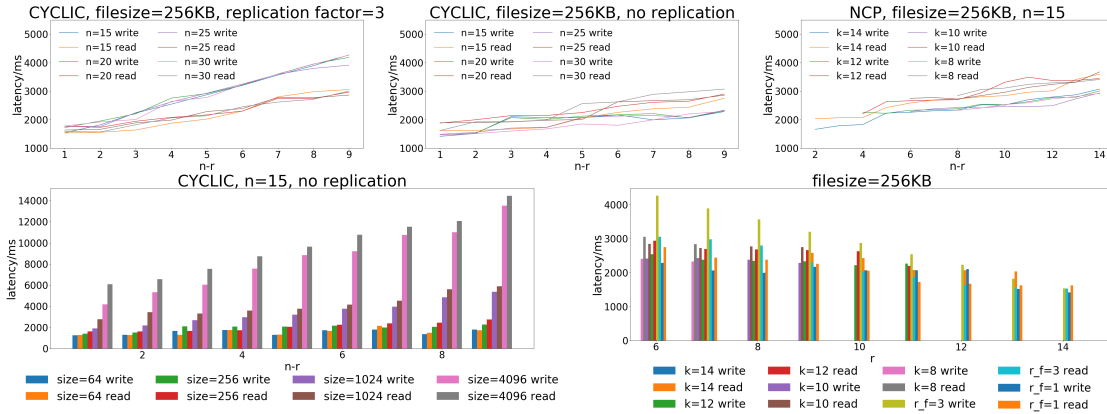 CYCLIC, filesize=256KB, replication factor=3
latency/ms
5000
4000
3000
2000
1000
n=15 write
n=15 read
n=20 write
n=20 read
n=25 write
n=25 read
n=30 write
n=30 read
1 2 3 4 5 6 7 8 9
n-r
CYCLIC, filesize=256KB, no replication
latency/ms
5000
4000
3000
2000
1000
n=15 write
n=15 read
n=20 write
n=20 read
n=25 write
n=25 read
n=30 write
n=30 read
1 2 3 4 5 6 7 8 9
n-r
NCP, filesize=256KB, n=15
latency/ms
5000
4000
3000
2000
1000
k=14 write
k=14 read
k=12 write
k=12 read
k=10 write
k=10 read
k=8 write
k=8 read
2 4 6 8 10 12 14
n-r
CYCLIC, n=15, no replication
latency/ms
14000
12000
10000
8000
6000
4000
2000
0
2 4 6 8
n-r
size=64 write
size=64 read
size=256 write
size=256 read
size=1024 write
size=1024 read
size=4096 write
size=4096 read
filesize=256KB
latency/ms
4000
3000
2000
1000
0
6 8 10 12 14
r
k=14 write
k=14 read
k=12 write
k=12 read
k=10 write
k=10 read
k=8 write
k=8 read
r_f=3 write
r_f=3 read
r_f=1 write
r_f=1 read